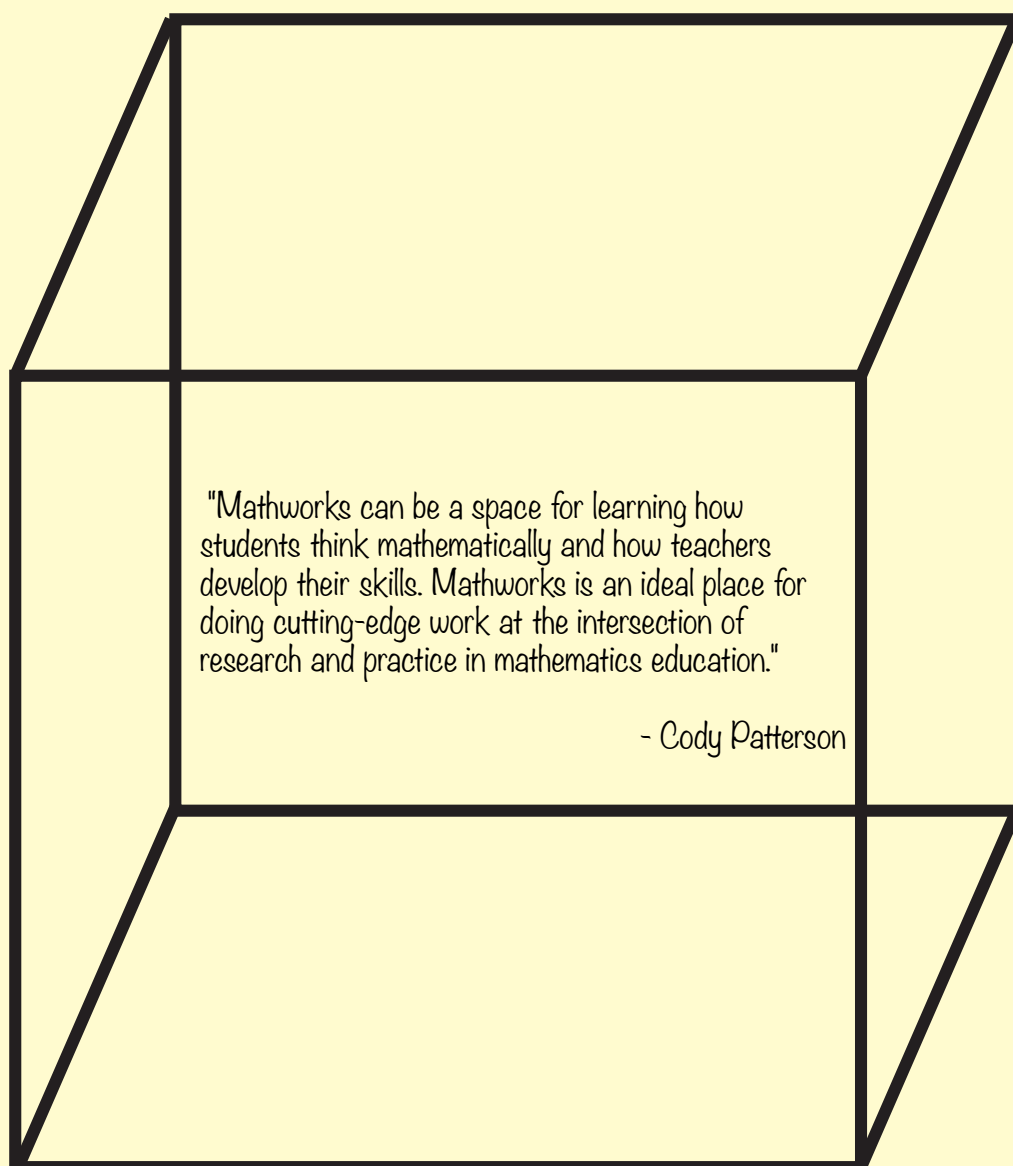 "Mathworks can be a space for learning how
students think mathematically and how teachers
develop their skills. Mathworks is an ideal place for
doing cutting-edge work at the intersection of
research and practice in mathematics education."
- Cody Patterson